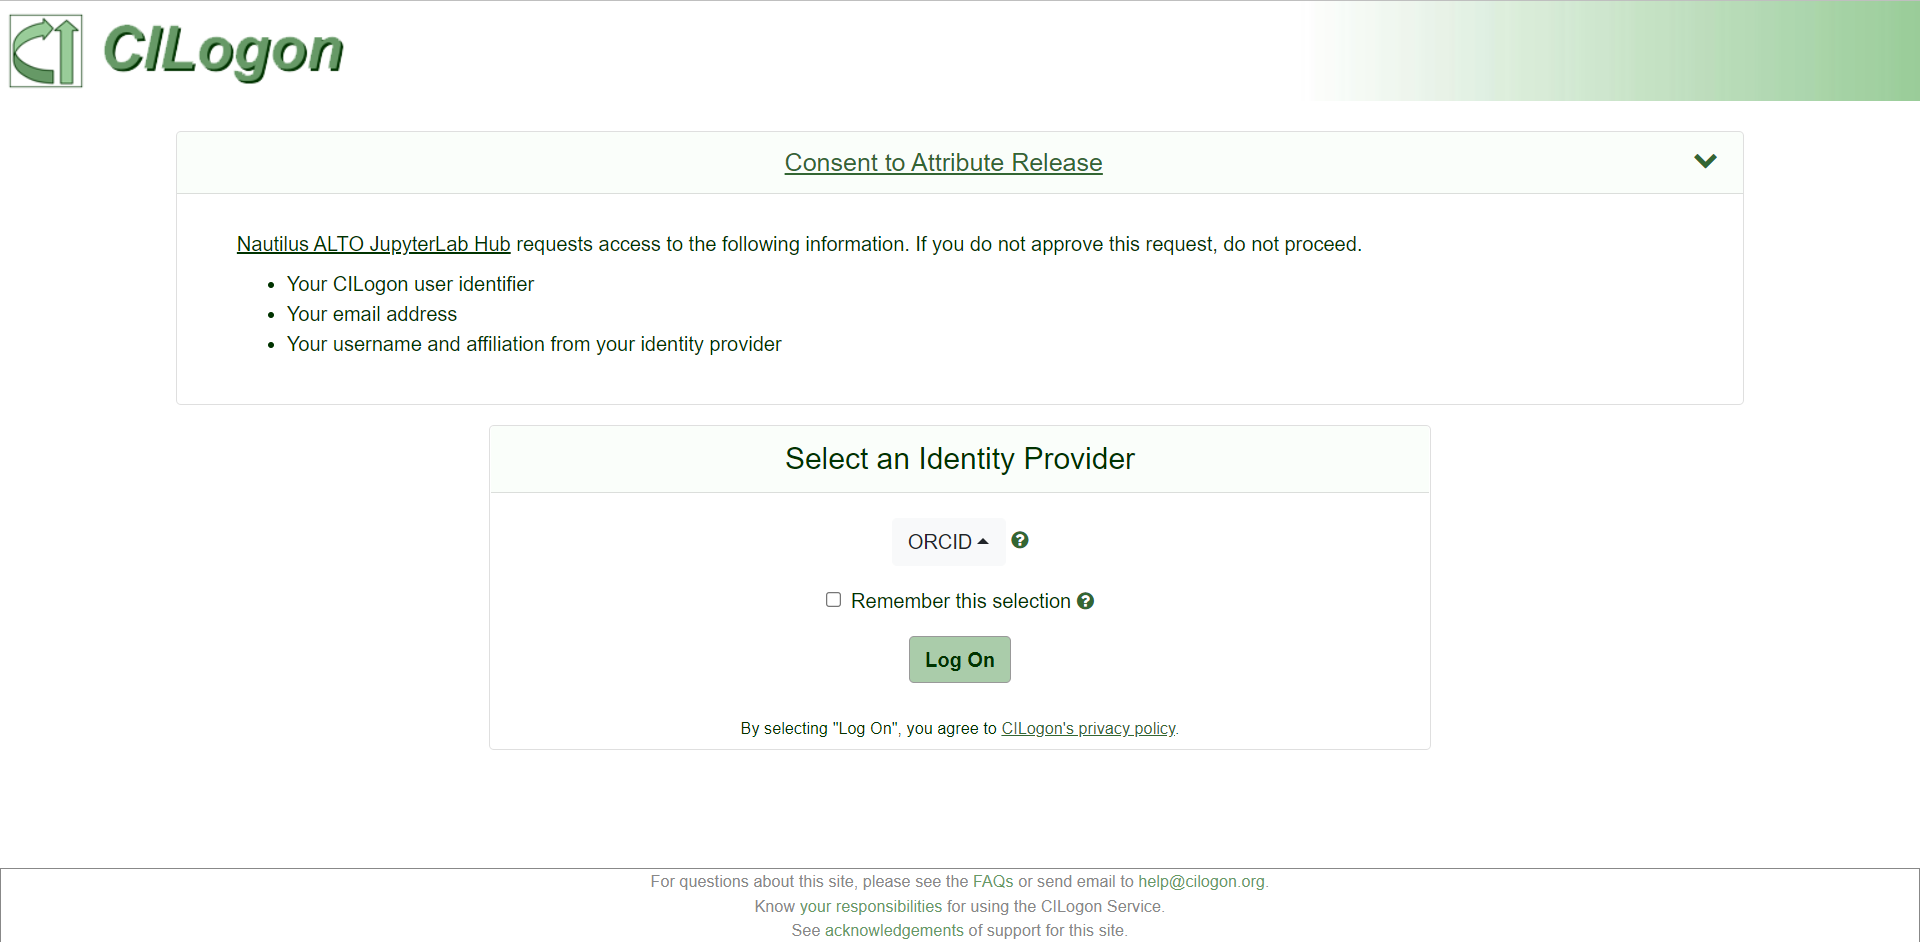 CILogon
Consent to Attribute Release
Nautilus ALTO JupyterLab Hub requests access to the following information. If you do not approve this request, do not proceed.
• Your CILogon user identifier
• Your email address
• Your username and affiliation from your identity provider
Select an Identity Provider
ORCID
Remember this selection
Log On
By selecting "Log On", you agree to CILogon's privacy policy.
For questions about this site, please see the FAQs or send email to help@cilogon.org.
Know your responsibilities for using the CILogon Service.
See acknowledgements of support for this site.